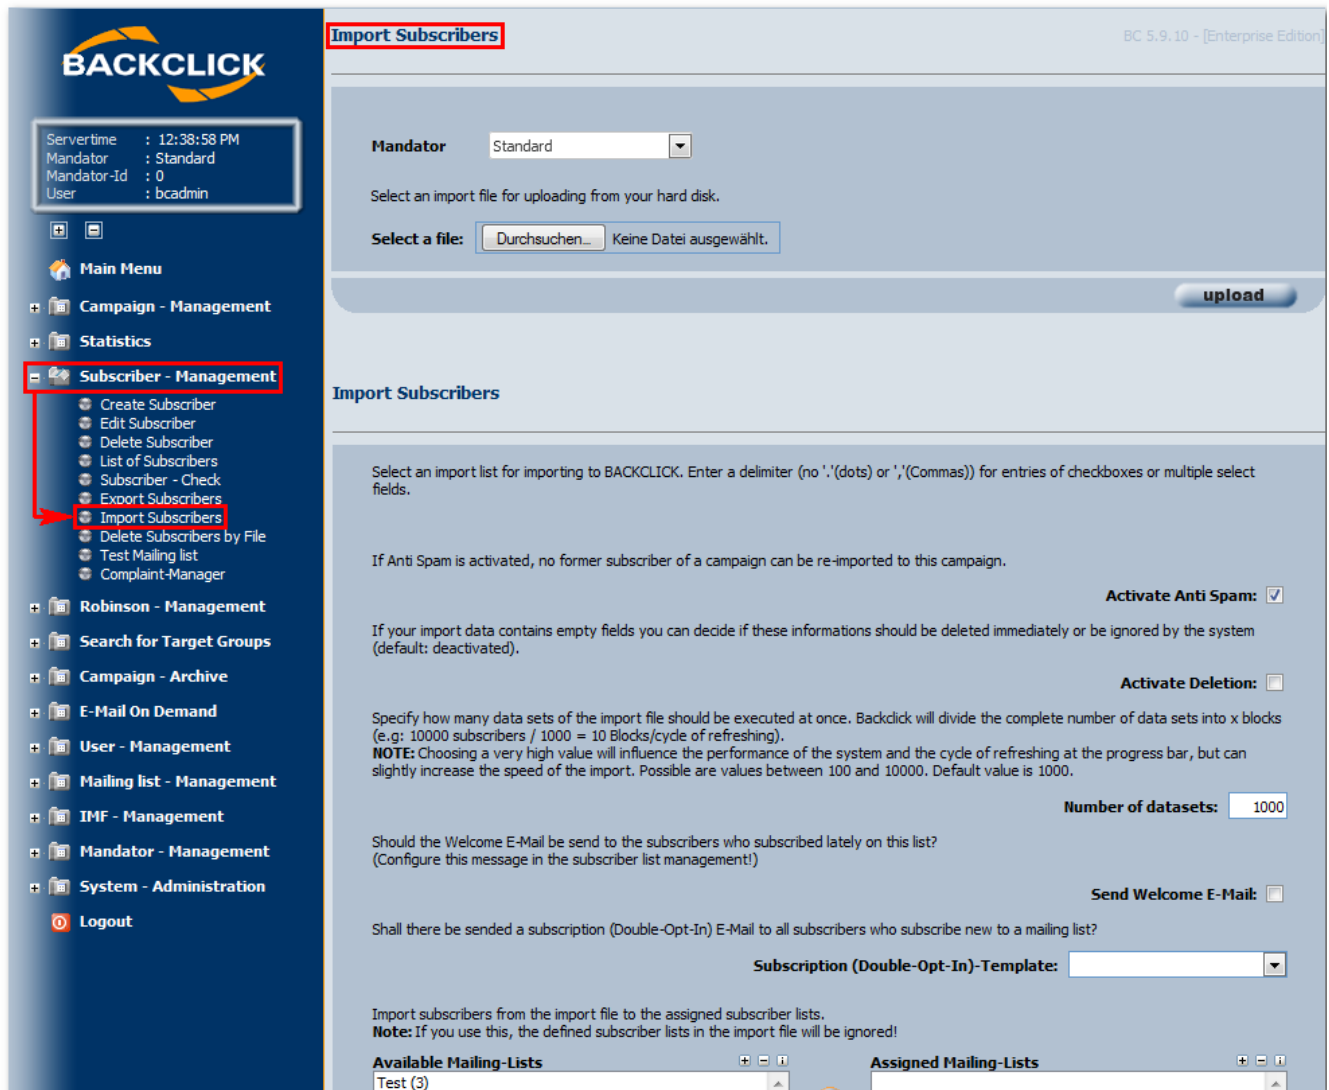 BACKCLICK
Servertime : 12:38:58 PM
Mandator : Standard
Mandator-Id : 0
User : bcadmin
Main Menu
Campaign - Management
Statistics
Subscriber - Management
Create Subscriber
Edit Subscriber
Delete Subscriber
List of Subscribers
Subscriber - Check
Export Subscribers
Import Subscribers
Delete Subscribers by File
Test Mailing list
Complaint-Manager
Robinson - Management
Search for Target Groups
Campaign - Archive
E-Mail On Demand
User - Management
Mailing list - Management
IMF - Management
Mandator - Management
System - Administration
Logout
Import Subscribers
BC 5.9.10 - [Enterprise Edition]
Mandator Standard
Select an import file for uploading from your hard disk.
Select a file: Durchsuchen... Keine Datei ausgewählt.
upload
Import Subscribers
Select an import list for importing to BACKCLICK. Enter a delimiter (no '.'(dots) or ','(Commas)) for entries of checkboxes or multiple select
fields.
If Anti Spam is activated, no former subscriber of a campaign can be re-imported to this campaign.
Activate Anti Spam:
If your import data contains empty fields you can decide if these informations should be deleted immediately or be ignored by the system
(default: deactivated).
Activate Deletion:
Specify how many data sets of the import file should be executed at once. Backclick will divide the complete number of data sets into x blocks
(e.g: 10000 subscribers / 1000 = 10 Blocks/cycle of refreshing).
NOTE: Choosing a very high value will influence the performance of the system and the cycle of refreshing at the progress bar, but can
slightly increase the speed of the import. Possible are values between 100 and 10000. Default value is 1000.
Number of datasets: 1000
Should the Welcome E-Mail be send to the subscribers who subscribed lately on this list?
(Configure this message in the subscriber list management!)
Send Welcome E-Mail:
Shall there be sended a subscription (Double-Opt-In) E-Mail to all subscribers who subscribe new to a mailing list?
Subscription (Double-Opt-In)-Template:
Import subscribers from the import file to the assigned subscriber lists.
Note: If you use this, the defined subscriber lists in the import file will be ignored!
Available Mailing-Lists
Assigned Mailing-Lists
Test (3)